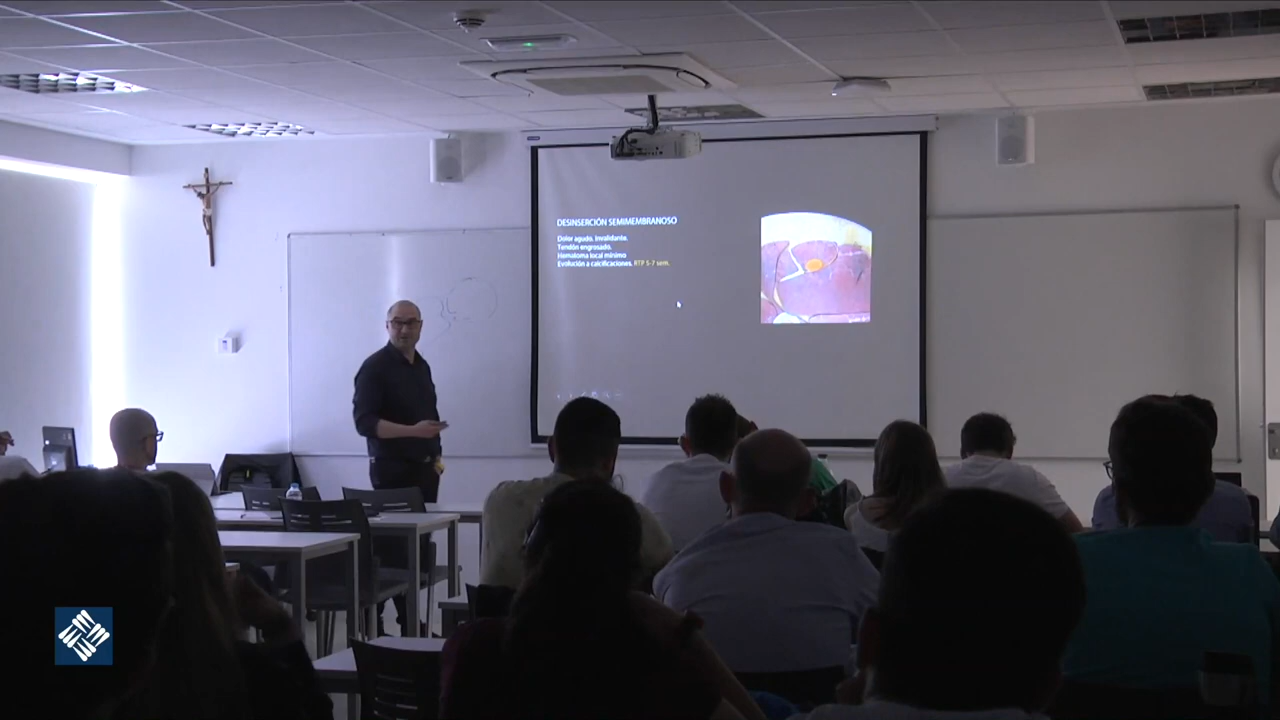 DESINSERCIÓN SEMIMEMBRANOSO
Dolor agudo. Invalidante.
Tendón engrosado.
Hematoma local mínimo
Evolución a calcificaciones. RTP 5-7 sem.